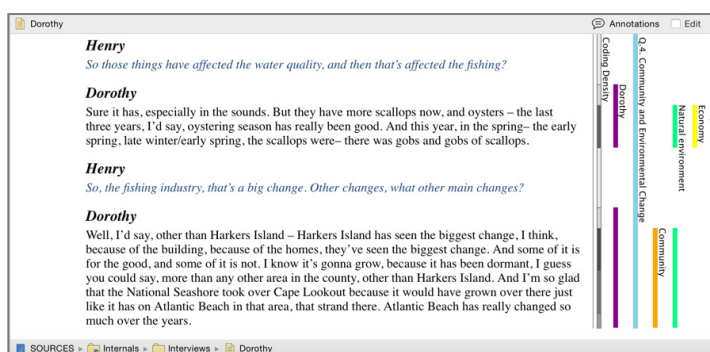 Dorothy
Annotations
Edit
Henry
So those things have affected the water quality, and then that's affected the fishing?
Dorothy
Sure it has, especially in the sounds. But they have more scallops now, and oysters – the last
three years, I'd say, oystering season has really been good. And this year, in the spring– the early
spring, late winter/early spring, the scallops were– there was gobs and gobs of scallops.
Henry
So, the fishing industry, that's a big change. Other changes, what other main changes?
Dorothy
Well, I'd say, other than Harkers Island – Harkers Island has seen the biggest change, I think,
because of the building, because of the homes, they've seen the biggest change. And some of it is
for the good, and some of it is not. I know it's gonna grow, because it has been dormant, I guess
you could say, more than any other area in the county, other than Harkers Island. And I'm so glad
that the National Seashore took over Cape Lookout because it would have grown over there just
like it has on Atlantic Beach in that area, that strand there. Atlantic Beach has really changed so
much over the years.
Coding Density
Dorothy
Q.4. Community and Environmental Change
Community
Natural environment
Economy
SOURCES ▸ Internals ▸ Interviews ▸ Dorothy